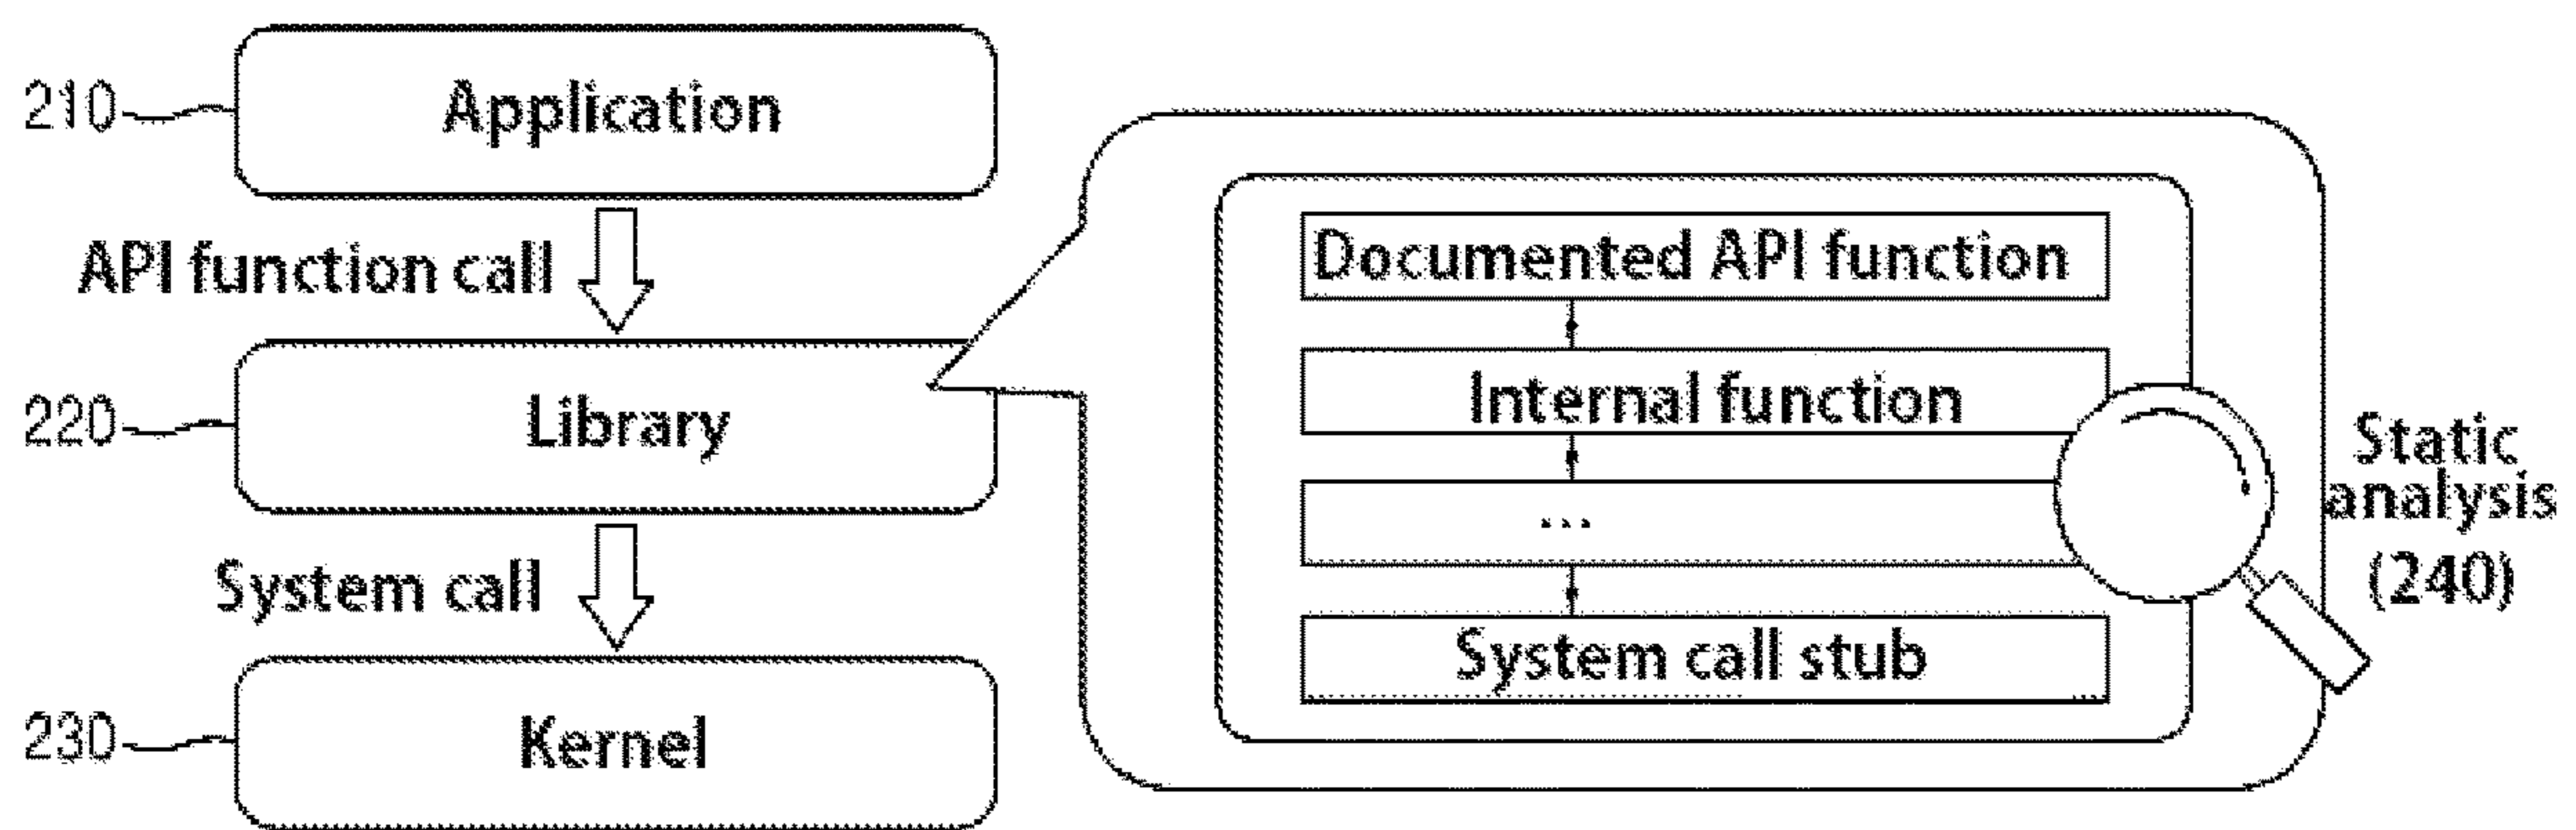 210
Application
API function call
220
Library
System call
230
Kernel
Documented API function
Internal function
...
System call stub
Static
analysis
(240)